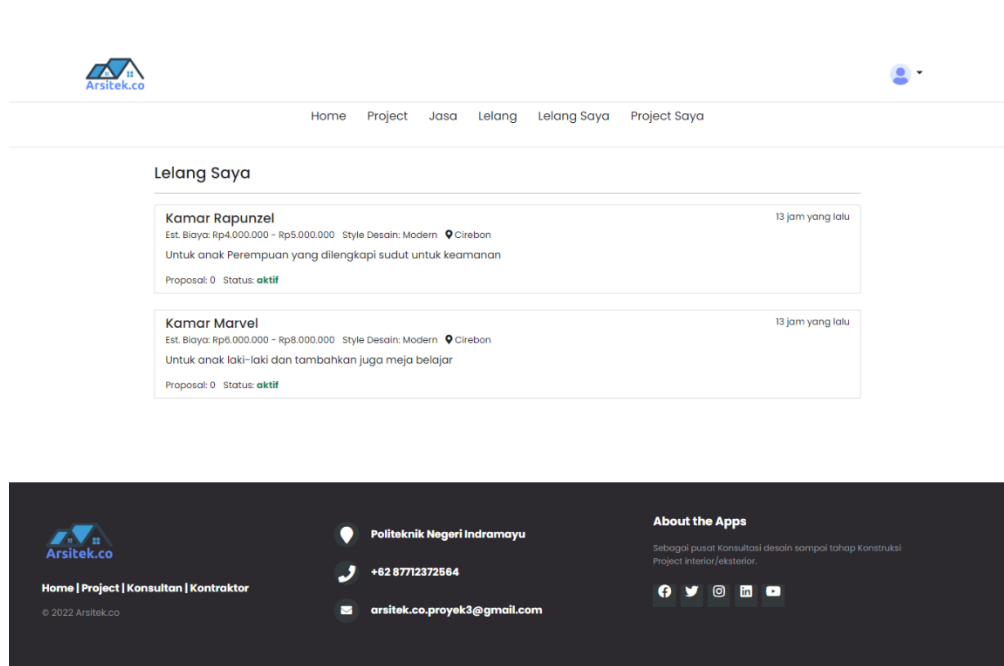 Arsitek.co
Home Project Jasa Lelang Lelang Saya Project Saya
Lelang Saya
Kamar Rapunzel 13 jam yang lalu
Est. Biaya: Rp4.000.000 - Rp5.000.000 Style Desain: Modern Cirebon
Untuk anak Perempuan yang dilengkapi sudut untuk keamanan
Proposal: 0 Status: aktif
Kamar Marvel 13 jam yang lalu
Est. Biaya: Rp6.000.000 - Rp8.000.000 Style Desain: Modern Cirebon
Untuk anak laki-laki dan tambahkan juga meja belajar
Proposal: 0 Status: aktif
Arsitek.co
Home | Project | Konsultan | Kontraktor
© 2022 Arsitek.co
Politeknik Negeri Indramayu
+62 87712372564
arsitek.co.proyek3@gmail.com
About the Apps
Sebagai pusat Konsultasi desain sampai tahap Konstruksi
Project interior/eksterior.